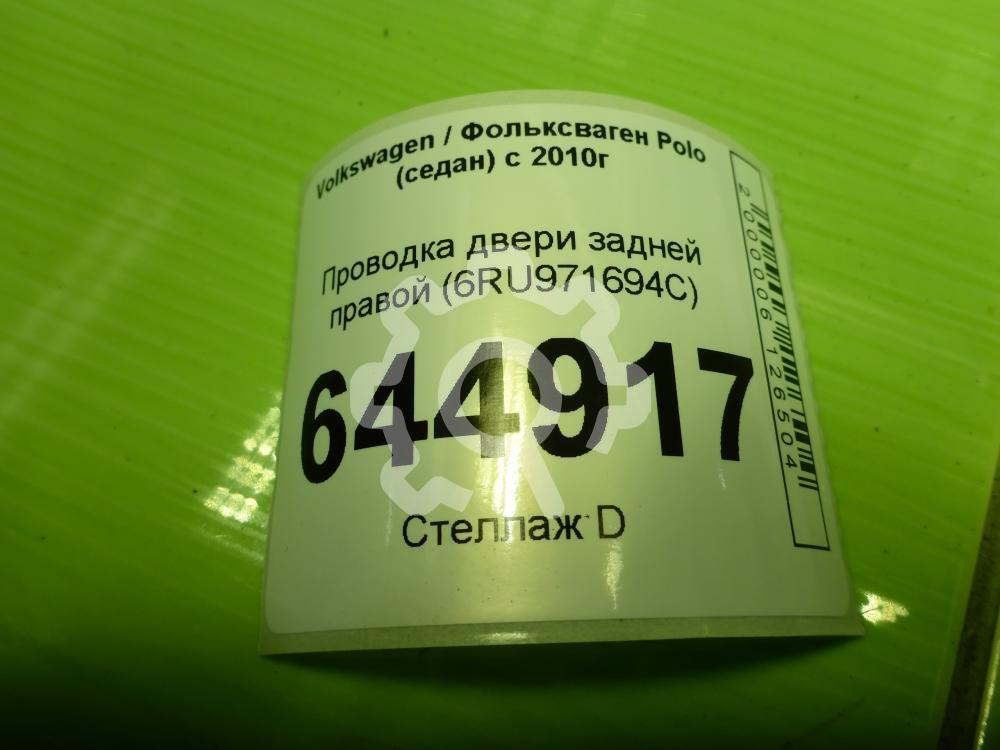 Volkswagen / Фольксваген Polo
(седан) с 2010г
Проводка двери задней
правой (6RU971694C)
644917
Стеллаж D
2000006126504